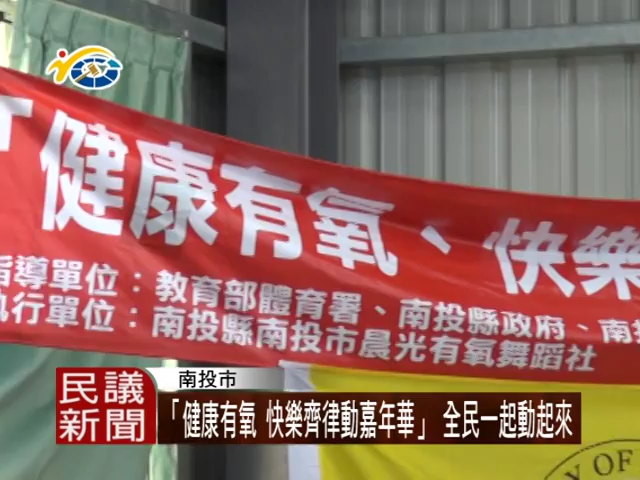 「健康有氧、快樂
指導單位：教育部體育署、南投縣政府、南投
執行單位：南投縣南投市晨光有氧舞蹈社
南投市
民議新聞
「健康有氧 快樂齊律動嘉年華」 全民一起動起來
Y OF